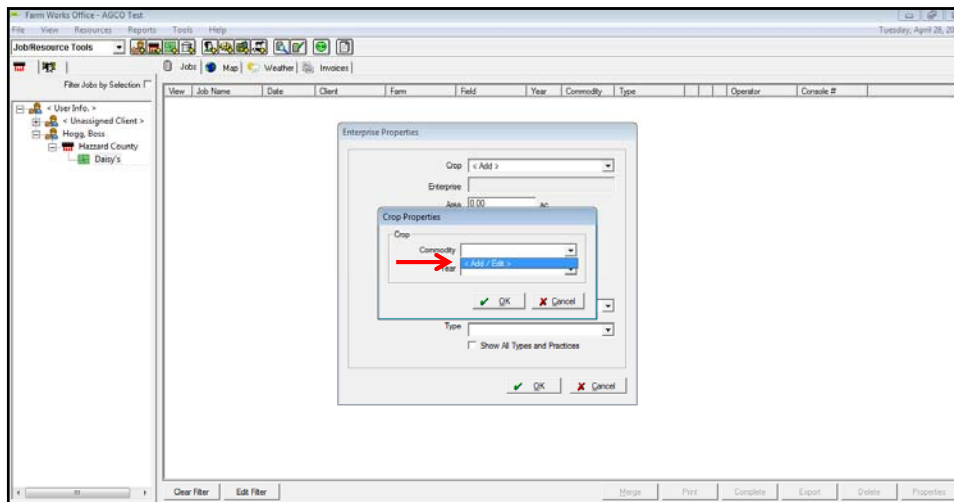 Farm Works Office - AGCO Test
File View Resources Reports Tools Help Tuesday, April 28, 20
Job/Resource Tools
Jobs Map Weather Invoices
Filter Jobs by Selection
View Job Name Date Client Farm Field Year Commodity Type Operator Console #
< User Info. >
< Unassigned Client >
Hogg, Boss
Hazzard County
Daisy's
Enterprise Properties
Crop < Add >
Enterprise
Area 0.00 ac
Crop Properties
Crop
Commodity
< Add / Edit >
Year
OK Cancel
Type
Show All Types and Practices
OK Cancel
Clear Filter Edit Filter Merge Print Complete Export Delete Properties